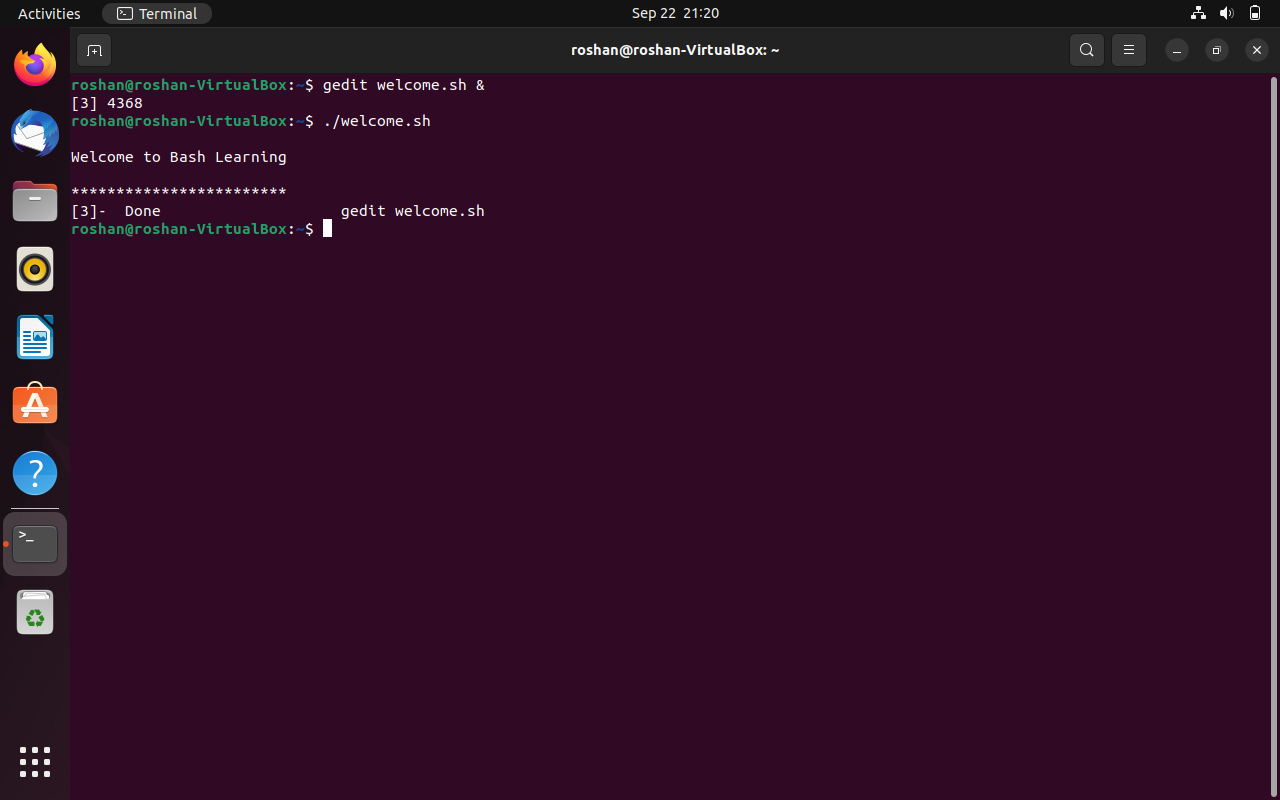 Activities
Terminal
Sep 22 21:20
roshan@roshan-VirtualBox: ~
roshan@roshan-VirtualBox:~$ gedit welcome.sh &
[3] 4368
roshan@roshan-VirtualBox:~$ ./welcome.sh
Welcome to Bash Learning
************************
[3]-  Done                    gedit welcome.sh
roshan@roshan-VirtualBox:~$